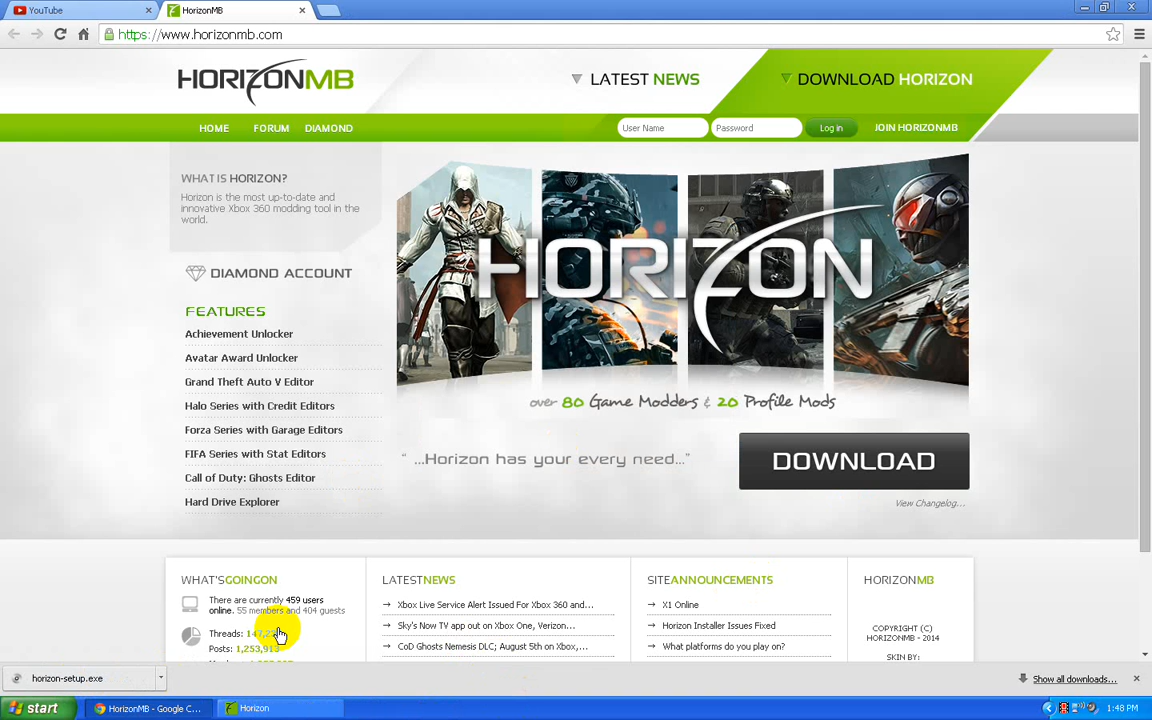 YouTube
HorizonMB
https://www.horizonmb.com
HORIZONMB
LATEST NEWS
DOWNLOAD HORIZON
HOME
FORUM
DIAMOND
User Name
Password
Log in
JOIN HORIZONMB
WHAT IS HORIZON?
Horizon is the most up-to-date and
innovative Xbox 360 modding tool in the
world.
DIAMOND ACCOUNT
FEATURES
Achievement Unlocker
Avatar Award Unlocker
Grand Theft Auto V Editor
Halo Series with Credit Editors
Forza Series with Garage Editors
FIFA Series with Stat Editors
Call of Duty: Ghosts Editor
Hard Drive Explorer
HORIZON
over 80 Game Modders & 20 Profile Mods
“ ...Horizon has your every need...”
DOWNLOAD
View Changelog...
WHAT'SGOINGON
There are currently 459 users
online. 55 members and 404 guests
Threads:
Posts: 1,253,913
LATESTNEWS
Xbox Live Service Alert Issued For Xbox 360 and...
Sky's Now TV app out on Xbox One, Verizon...
CoD Ghosts Nemesis DLC; August 5th on Xbox,...
SITEANNOUNCEMENTS
X1 Online
Horizon Installer Issues Fixed
What platforms do you play on?
HORIZONMB
COPYRIGHT (C)
HORIZONMB - 2014
SKIN BY:
horizon-setup.exe
Show all downloads...
start
HorizonMB - Google C...
Horizon
1:48 PM